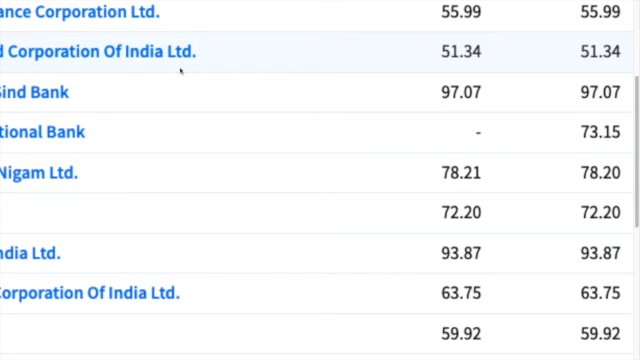 ance Corporation Ltd. 55.99 55.99
d Corporation Of India Ltd. 51.34 51.34
Sind Bank 97.07 97.07
tional Bank - 73.15
Nigam Ltd. 78.21 78.20
72.20 72.20
ndia Ltd. 93.87 93.87
Corporation Of India Ltd. 63.75 63.75
59.92 59.92